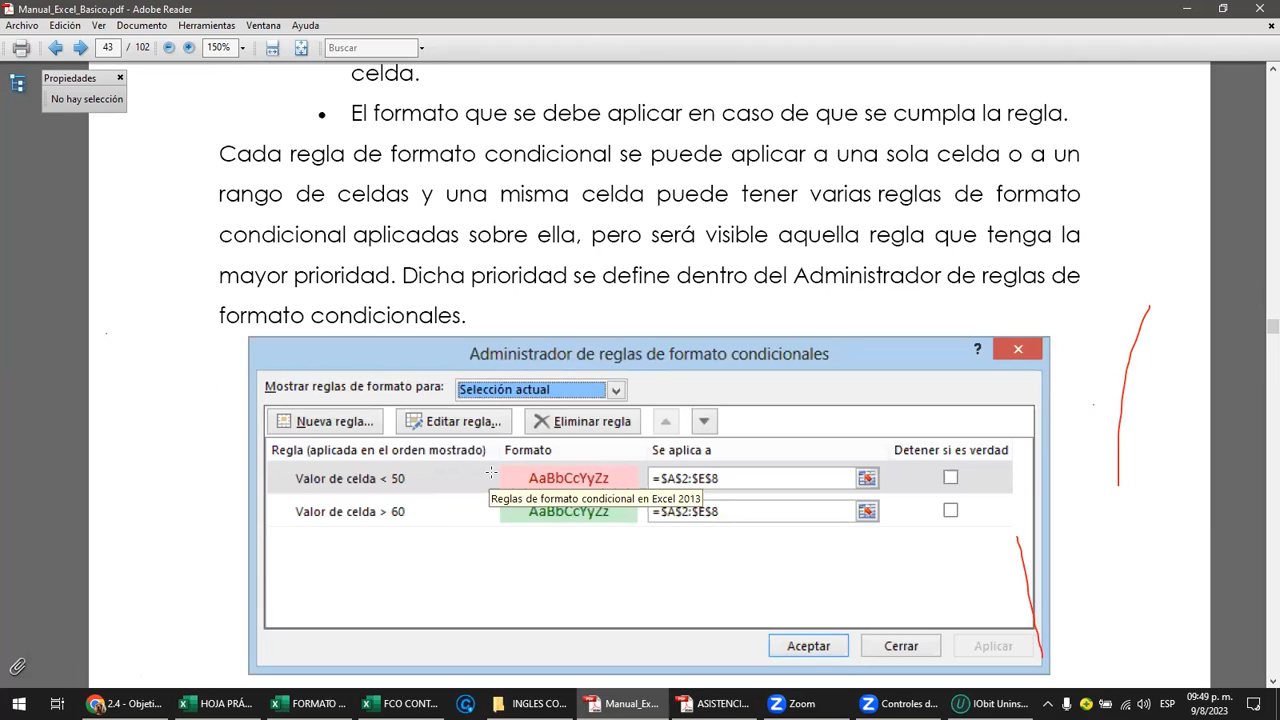 Manual_Excel_Basico.pdf - Adobe Reader
Archivo Edición Ver Documento Herramientas Ventana Ayuda
43 / 102 150% Buscar
Propiedades
No hay selección
celda.
• El formato que se debe aplicar en caso de que se cumpla la regla.
Cada regla de formato condicional se puede aplicar a una sola celda o a un
rango de celdas y una misma celda puede tener varias reglas de formato
condicional aplicadas sobre ella, pero será visible aquella regla que tenga la
mayor prioridad. Dicha prioridad se define dentro del Administrador de reglas de
formato condicionales.
Administrador de reglas de formato condicionales ?
Mostrar reglas de formato para: Selección actual
Nueva regla... Editar regla... Eliminar regla
Regla (aplicada en el orden mostrado) Formato Se aplica a Detener si es verdad
Valor de celda < 50 AaBbCcYyZz =$A$2:$E$8
Reglas de formato condicional en Excel 2013
Valor de celda > 60 AaBbCcYyZz =$A$2:$E$8
Aceptar Cerrar Aplicar
2.4 - Objeti... HOJA PRÁ... FORMATO ... FCO CONT... INGLES CO... Manual_Ex... ASISTENCI... Zoom Controles d... IObit Unins... ESP 09:49 p. m.
9/8/2023